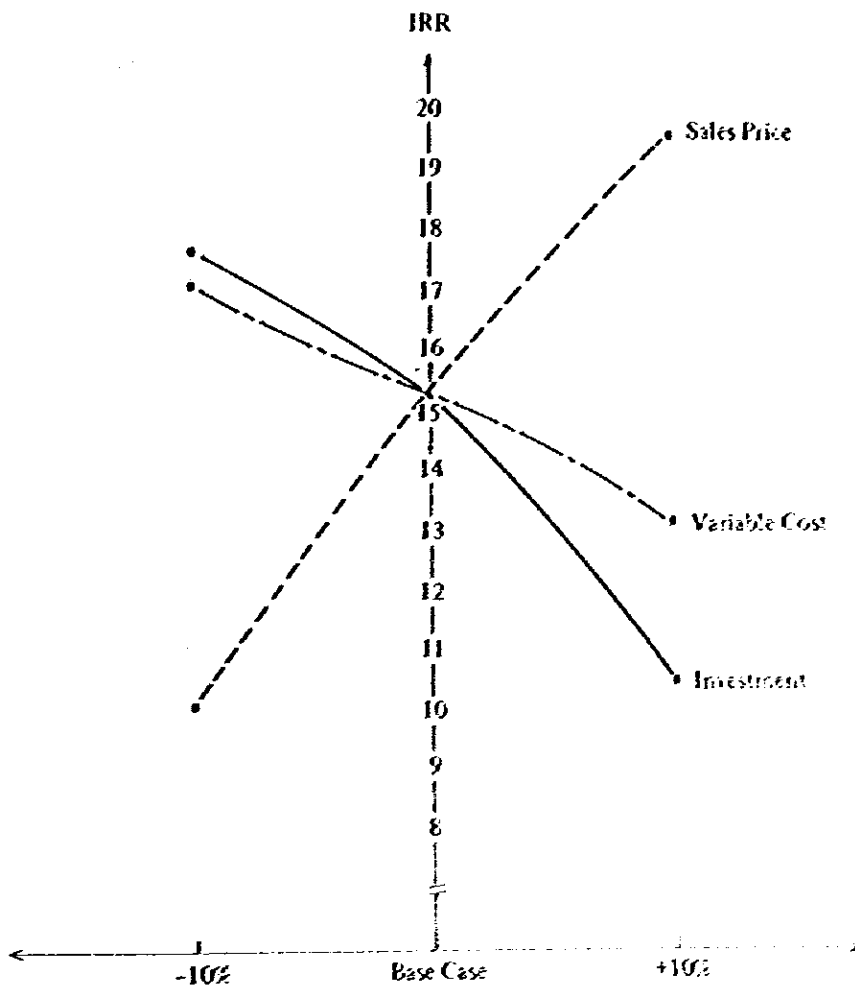 IRR
20
Sales Price
19
18
17
16
15
14
Variable Cost
13
12
11
Investment
10
9
8
-10% Base Case +10%